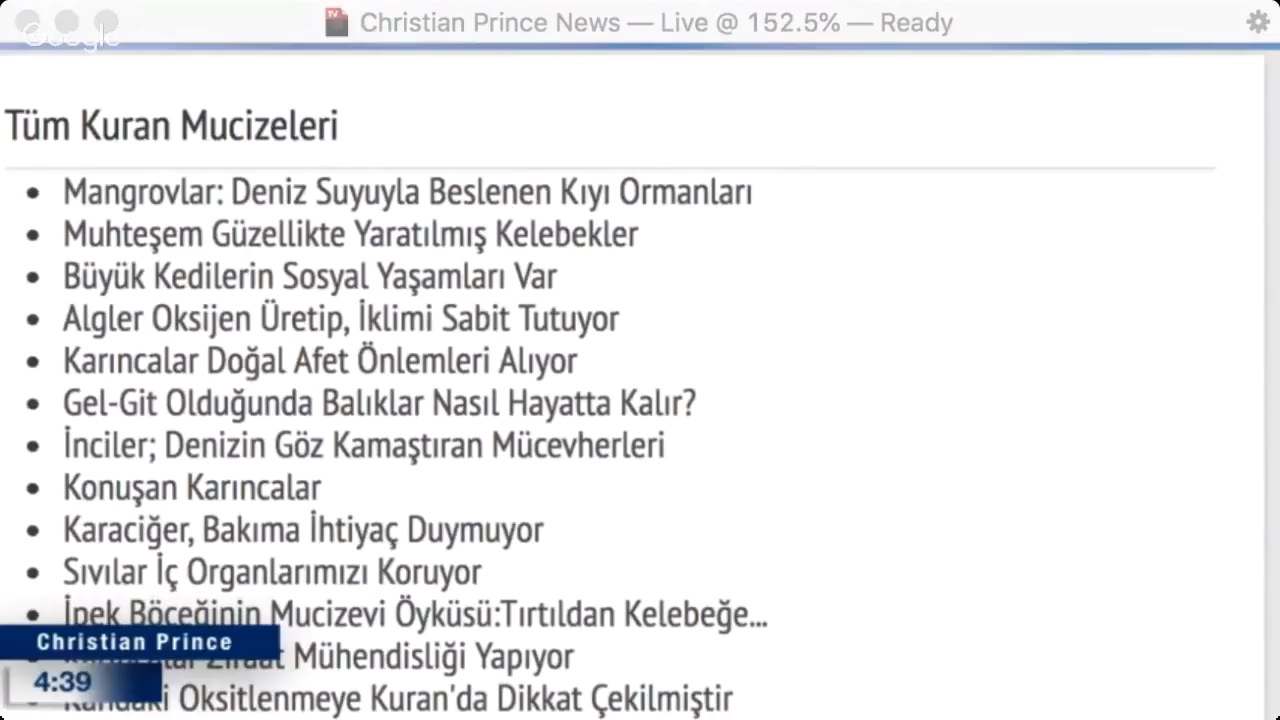 Christian Prince News — Live @ 152.5% — Ready
Google
Tüm Kuran Mucizeleri
• Mangrovlar: Deniz Suyuyla Beslenen Kıyı Ormanları
• Muhteşem Güzellikte Yaratılmış Kelebekler
• Büyük Kedilerin Sosyal Yaşamları Var
• Algler Oksijen Üretip, İklimi Sabit Tutuyor
• Karıncalar Doğal Afet Önlemleri Alıyor
• Gel-Git Olduğunda Balıklar Nasıl Hayatta Kalır?
• İnciler; Denizin Göz Kamaştıran Mücevherleri
• Konuşan Karıncalar
• Karaciğer, Bakıma İhtiyaç Duymuyor
• Sıvılar İç Organlarımızı Koruyor
• İpek Böceğinin Mucizevi Öyküsü:Tırtıldan Kelebeğe...
Christian Prince
Ziraat Mühendisliği Yapıyor
4:39
Oksitlenmeye Kuran'da Dikkat Çekilmiştir